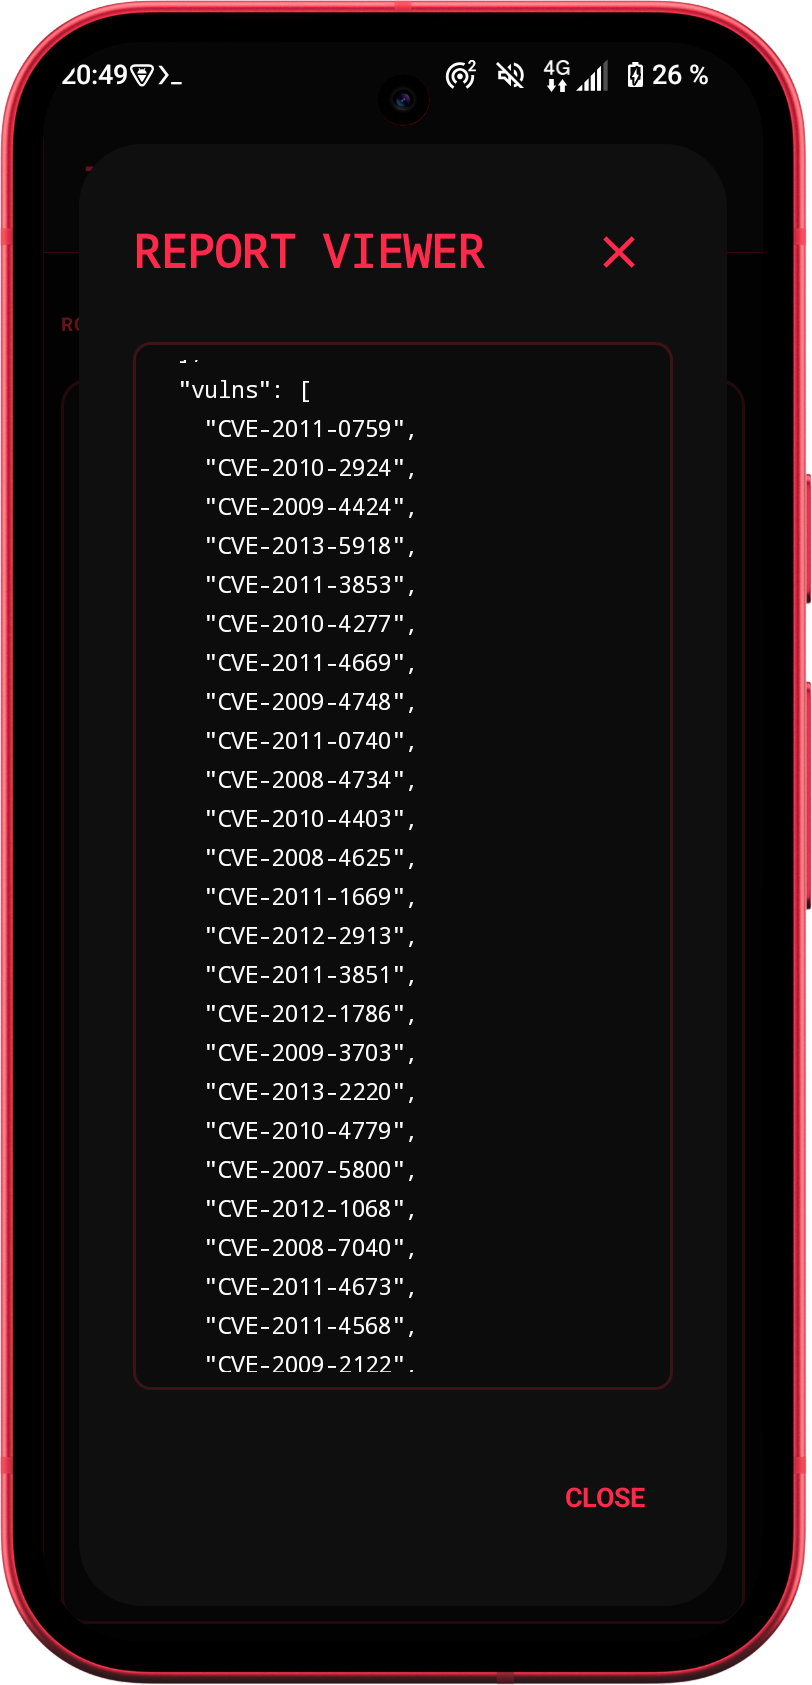 20:49
2
4G
26 %
REPORT VIEWER
RO
],
"vulns": [
"CVE-2011-0759",
"CVE-2010-2924",
"CVE-2009-4424",
"CVE-2013-5918",
"CVE-2011-3853",
"CVE-2010-4277",
"CVE-2011-4669",
"CVE-2009-4748",
"CVE-2011-0740",
"CVE-2008-4734",
"CVE-2010-4403",
"CVE-2008-4625",
"CVE-2011-1669",
"CVE-2012-2913",
"CVE-2011-3851",
"CVE-2012-1786",
"CVE-2009-3703",
"CVE-2013-2220",
"CVE-2010-4779",
"CVE-2007-5800",
"CVE-2012-1068",
"CVE-2008-7040",
"CVE-2011-4673",
"CVE-2011-4568",
"CVE-2009-2122",
CLOSE